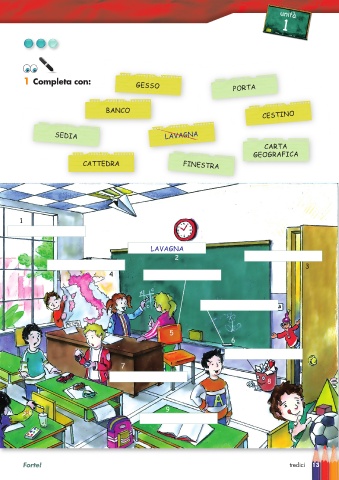 unità
1
1 Completa con:
GESSO
PORTA
BANCO
CESTINO
SEDIA
LAVAGNA
CARTA
GEOGRAFICA
CATTEDRA
FINESTRA
1
LAVAGNA
2
3
4
5
6
7
8
9
Forte!
tredici 13